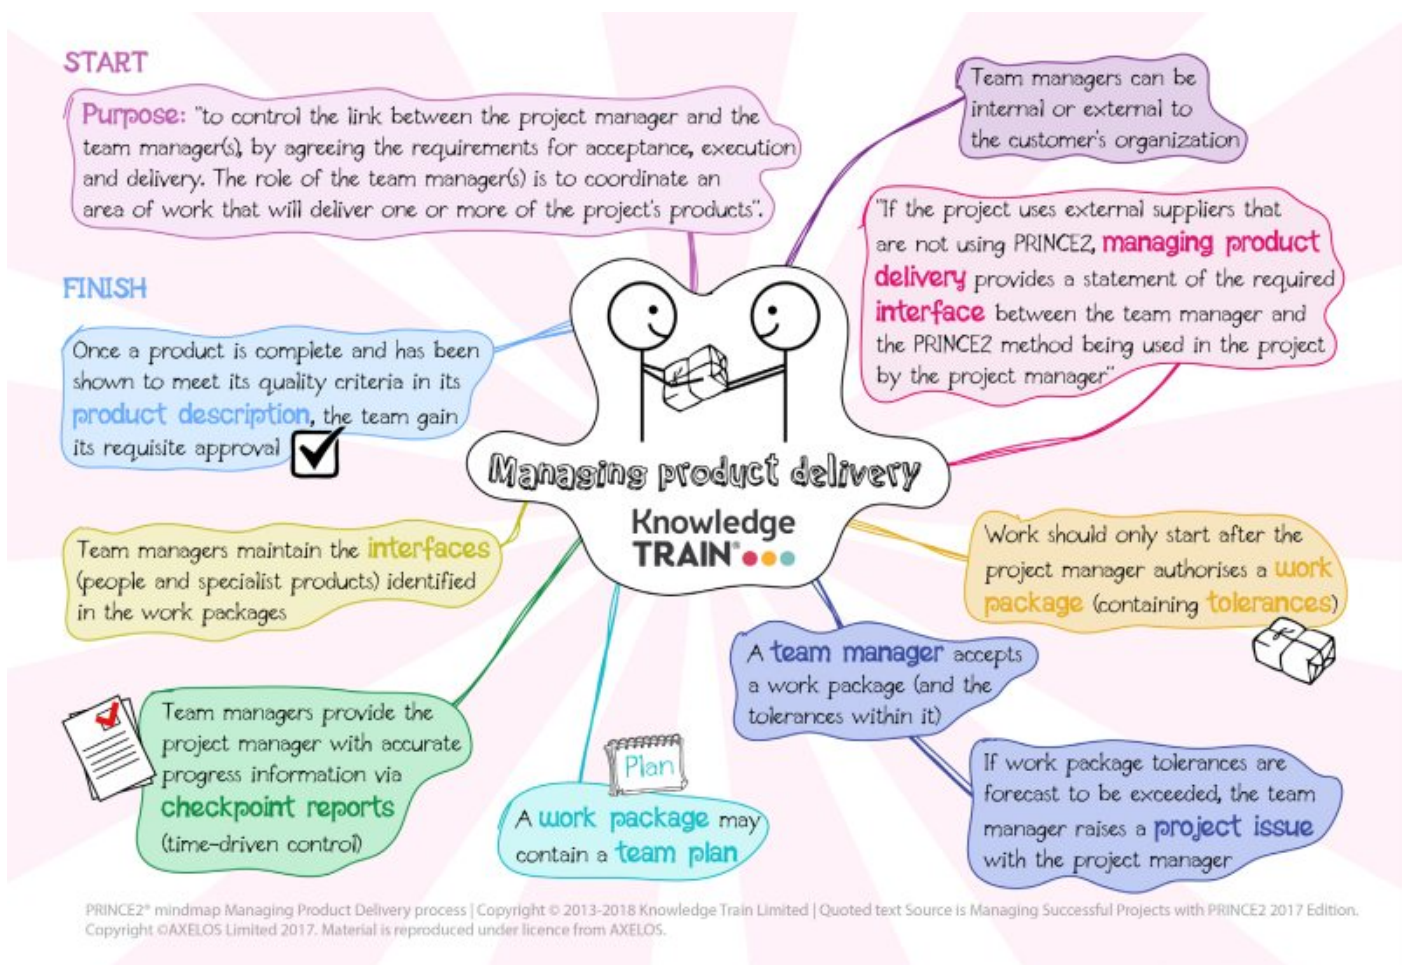 START
Purpose: "to control the link between the project manager and the
team manager(s), by agreeing the requirements for acceptance, execution
and delivery. The role of the team manager(s) is to coordinate an
area of work that will deliver one or more of the project's products".
Team managers can be
internal or external to
the customer's organization
"If the project uses external suppliers that
are not using PRINCE2, managing product
delivery provides a statement of the required
interface between the team manager and
the PRINCE2 method being used in the project
by the project manager"
Work should only start after the
project manager authorises a work
package (containing tolerances)
A team manager accepts
a work package (and the
tolerances within it)
If work package tolerances are
forecast to be exceeded, the team
manager raises a project issue
with the project manager
Plan
A work package may
contain a team plan
Team managers provide the
project manager with accurate
progress information via
checkpoint reports
(time-driven control)
Team managers maintain the interfaces
(people and specialist products) identified
in the work packages
FINISH
Once a product is complete and has been
shown to meet its quality criteria in its
product description, the team gain
its requisite approval
Managing product delivery
Knowledge
TRAIN®
PRINCE2® mindmap Managing Product Delivery process | Copyright © 2013-2018 Knowledge Train Limited | Quoted text Source is Managing Successful Projects with PRINCE2 2017 Edition.
Copyright ©AXELOS Limited 2017. Material is reproduced under licence from AXELOS.